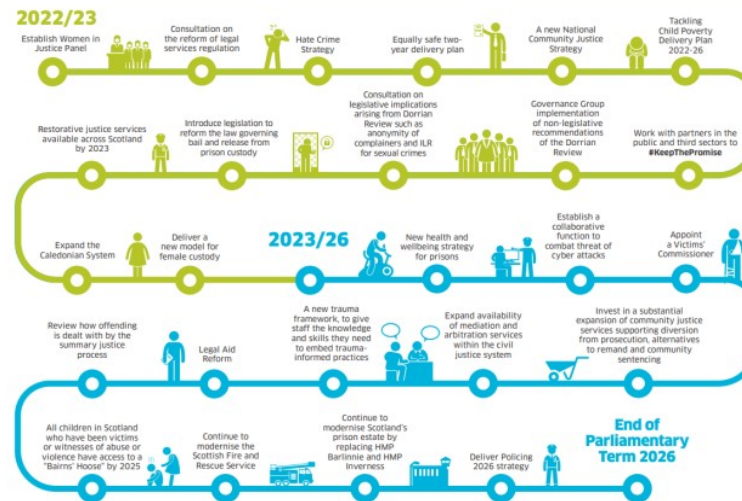 2022/23
Establish Women in
Justice Panel
Consultation on
the reform of legal
services regulation
Hate Crime
Strategy
Equally safe two-
year delivery plan
A new National
Community Justice
Strategy
Tackling
Child Poverty
Delivery Plan
2022-26
Restorative justice services
available across Scotland
by 2023
Introduce legislation to
reform the law governing
bail and release from
prison custody
Consultation on
legislative implications
arising from Dorrian
Review such as
anonymity of
complainers and ILR
for sexual crimes
Governance Group
implementation
of non-legislative
recommendations
of the Dorrian
Review
Work with partners in the
public and third sectors to
#KeepThePromise
Expand the
Caledonian System
Deliver a
new model for
female custody
2023/26
New health and
wellbeing strategy
for prisons
Establish a
collaborative
function to
combat threat of
cyber attacks
Appoint
a Victims'
Commissioner
Review how offending
is dealt with by the
summary justice
process
Legal Aid
Reform
A new trauma
framework, to give
staff the knowledge
and skills they need
to embed trauma-
informed practices
Expand availability
of mediation and
arbitration services
within the civil
justice system
Invest in a substantial
expansion of community justice
services supporting diversion
from prosecution, alternatives
to remand and community
sentencing
All children in Scotland
who have been victims
or witnesses of abuse or
violence have access to a
"Bairns' Hoose" by 2025
Continue to
modernise the
Scottish Fire and
Rescue Service
Continue to
modernise Scotland's
prison estate by
replacing HMP
Barlinnie and HMP
Inverness
Deliver Policing
2026 strategy
End of
Parliamentary
Term 2026